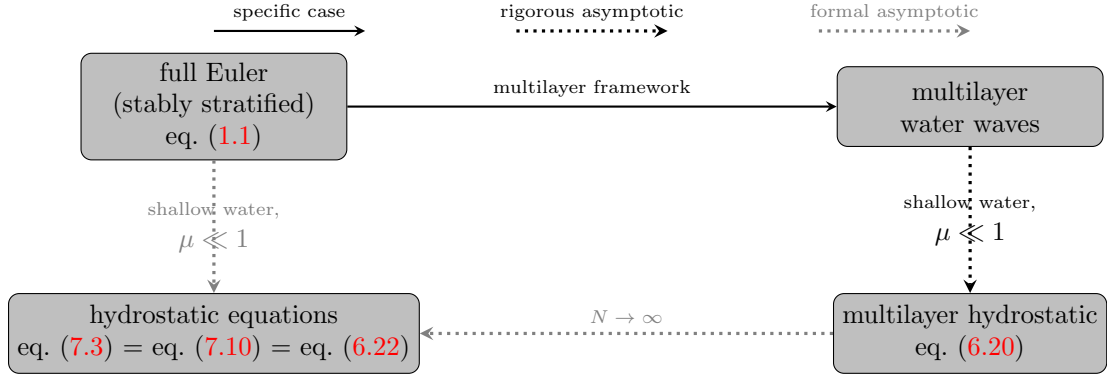 specific case
rigorous asymptotic
formal asymptotic
full Euler
(stably stratified)
eq. (1.1)
multilayer framework
multilayer
water waves
shallow water,
μ ≪ 1
shallow water,
μ ≪ 1
hydrostatic equations
eq. (7.3) = eq. (7.10) = eq. (6.22)
N → ∞
multilayer hydrostatic
eq. (6.20)